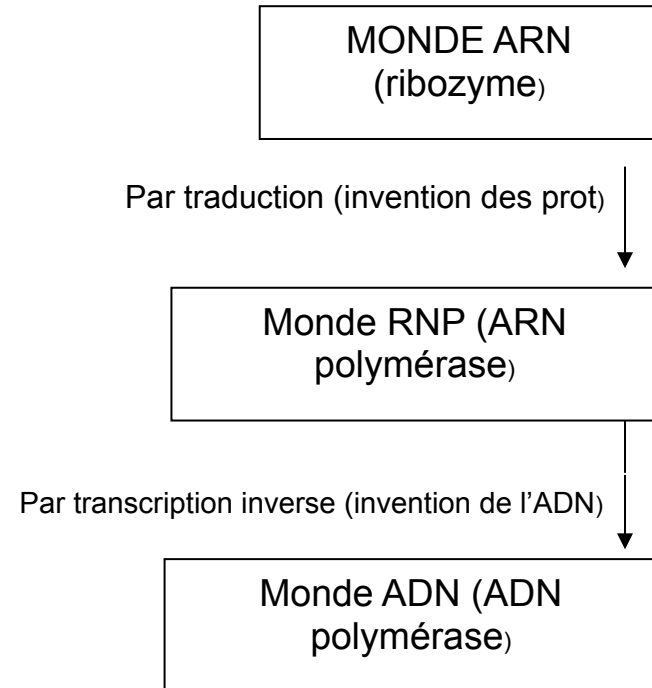 MONDE ARN
(ribozyme)
Par traduction (invention des prot)
Monde RNP (ARN
polymérase)
Par transcription inverse (invention de l’ADN)
Monde ADN (ADN
polymérase)